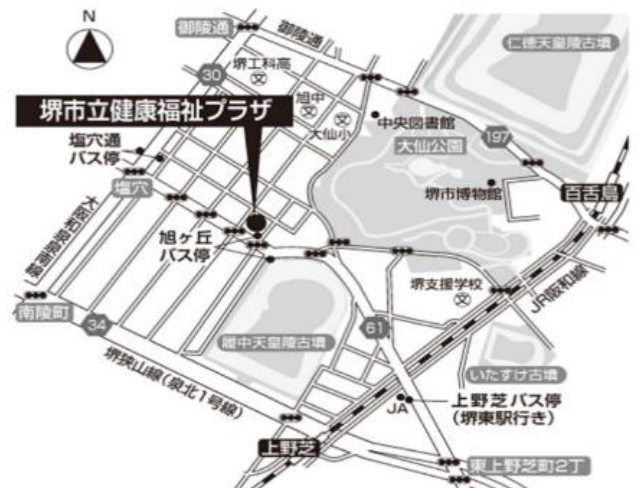 N
御陵通
御陵通
仁徳天皇陵古墳
堺工科高
文
30
旭中
文
堺市立健康福祉プラザ
大仙小
文
中央図書館
大仙公園
197
塩穴通
バス停
塩穴
堺市博物館
百舌鳥
大阪和泉泉南線
旭ヶ丘
バス停
堺支援学校
文
JR阪和線
南陵町
34
履中天皇陵古墳
61
いたすけ古墳
堺狭山線(泉北1号線)
JA
上野芝バス停
(堺東駅行き)
上野芝
東上野芝町2丁